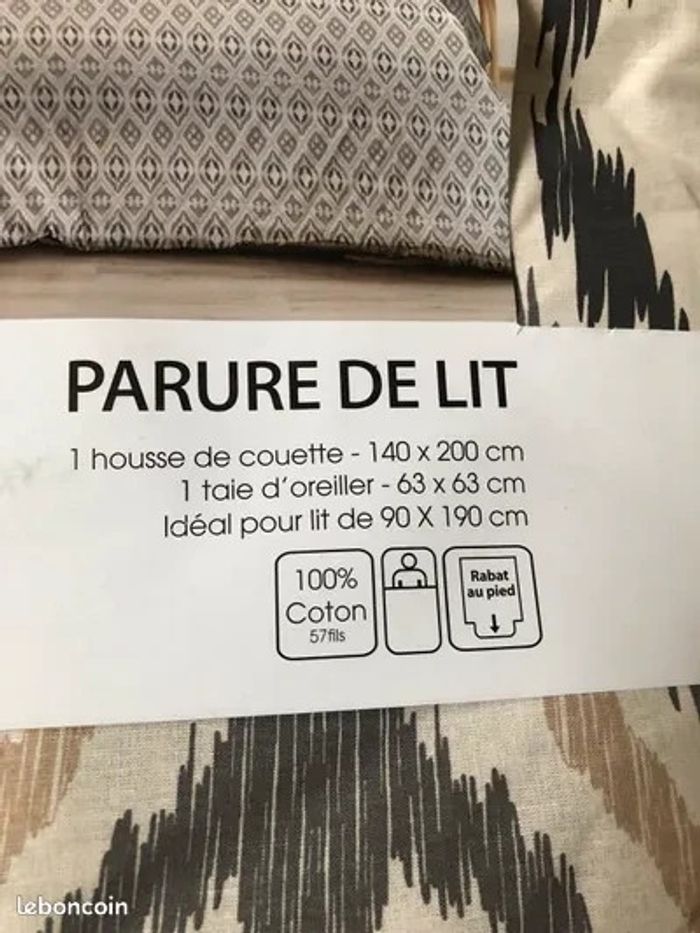 PARURE DE LIT
1 housse de couette - 140 x 200 cm
1 taie d'oreiller - 63 x 63 cm
Idéal pour lit de 90 X 190 cm
100%
Coton
57fils
Rabat
au pied
leboncoin